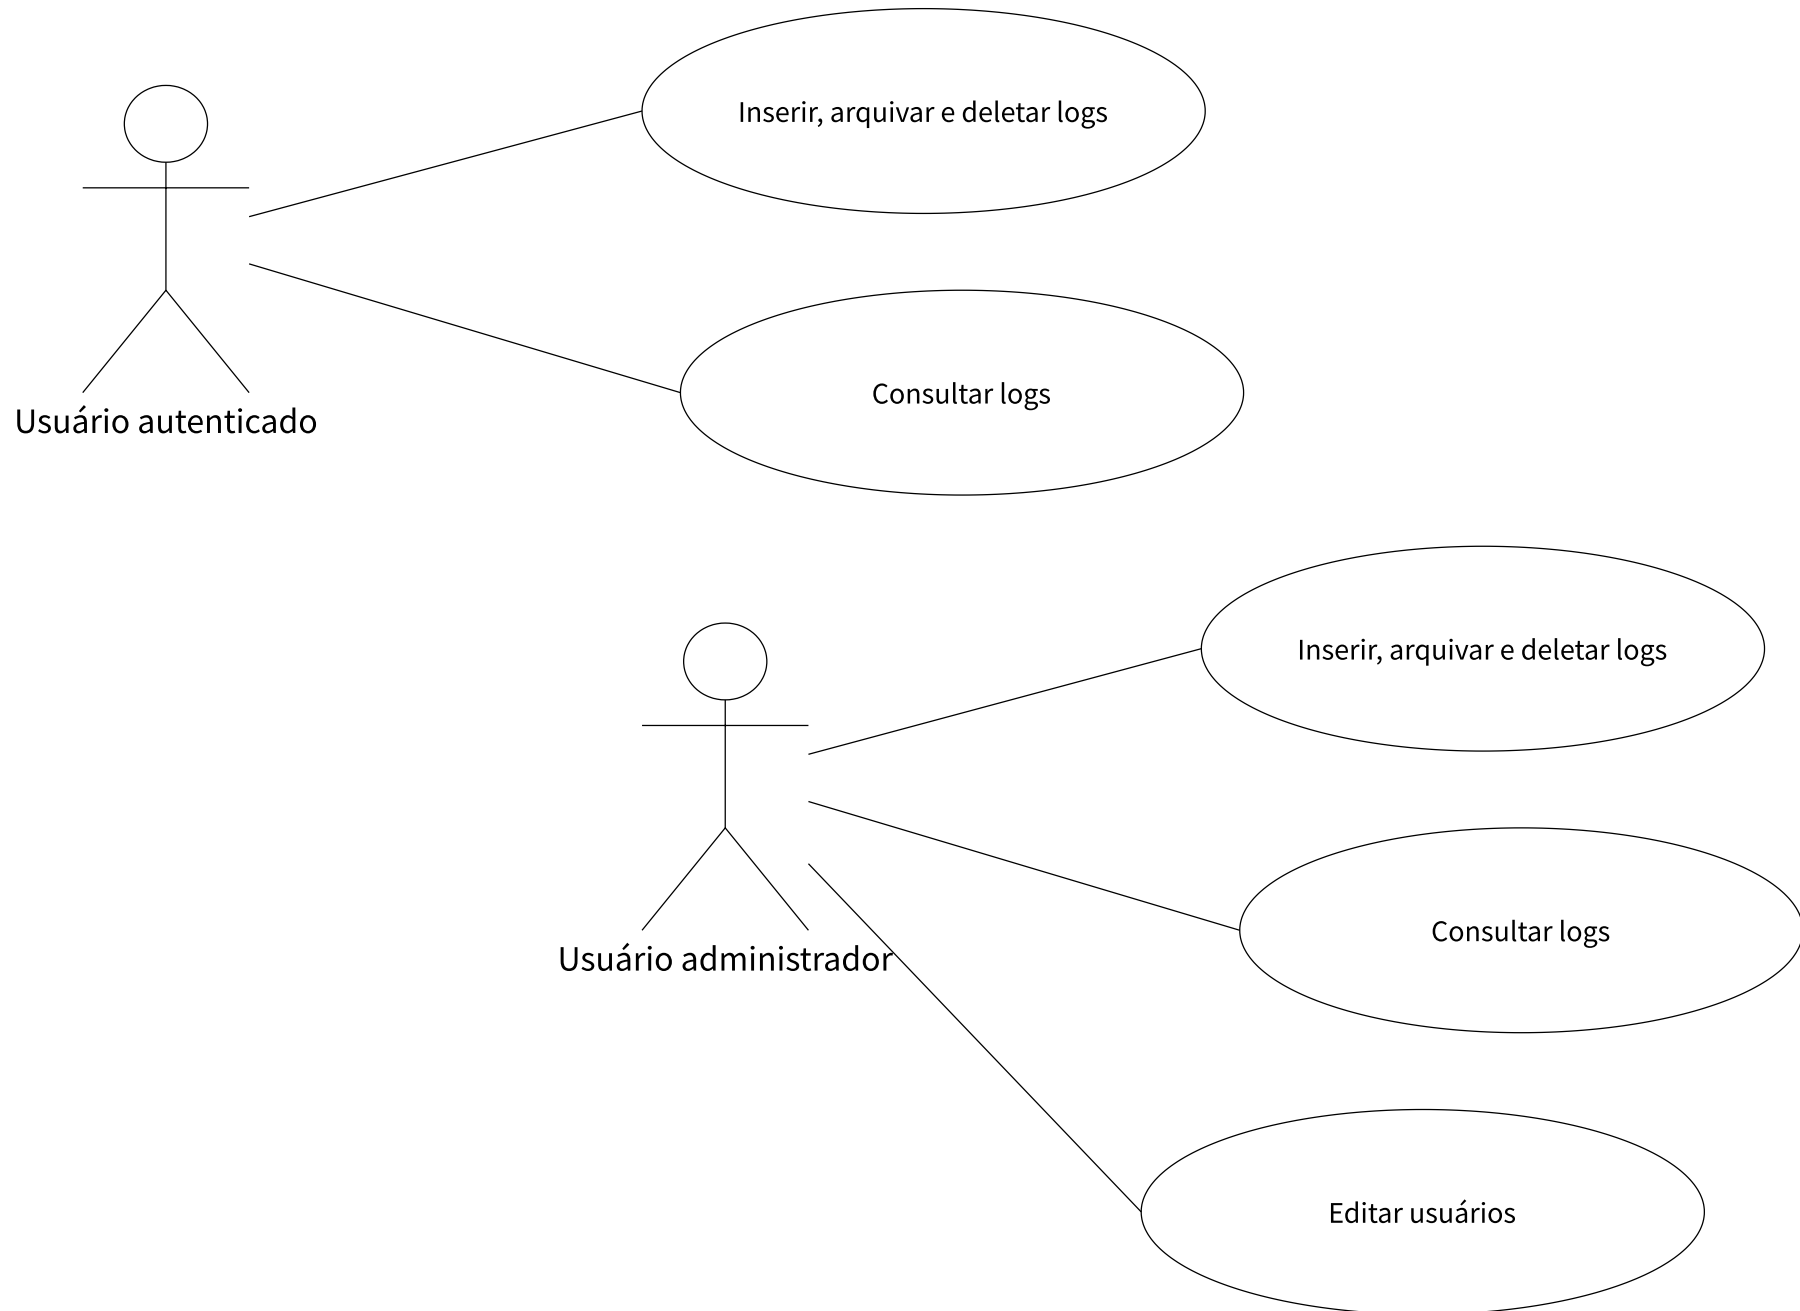 Inserir, arquivar e deletar logs
Consultar logs
Usuário autenticado
Inserir, arquivar e deletar logs
Consultar logs
Usuário administrador
Editar usuários